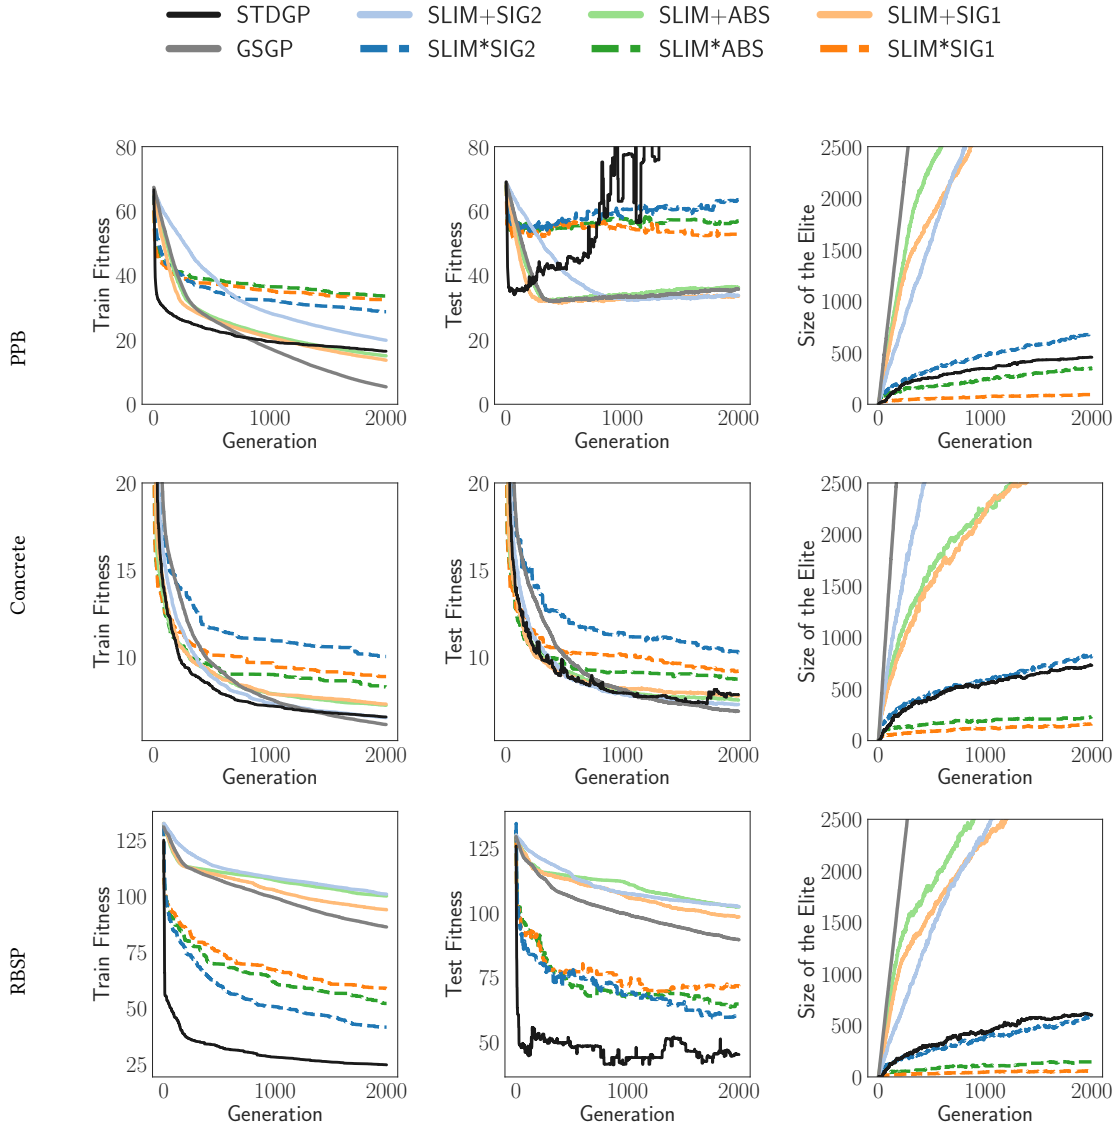 STDGP SLIM+SIG2 SLIM+ABS SLIM+SIG1
GSGP SLIM*SIG2 SLIM*ABS SLIM*SIG1
PPB
Train Fitness
80
60
40
20
0
0 1000 2000
Generation
Test Fitness
80
60
40
20
0
0 1000 2000
Generation
Size of the Elite
2500
2000
1500
1000
500
0
0 1000 2000
Generation
Concrete
Train Fitness
20
15
10
0 1000 2000
Generation
Test Fitness
20
15
10
0 1000 2000
Generation
Size of the Elite
2500
2000
1500
1000
500
0
0 1000 2000
Generation
RBSP
Train Fitness
125
100
75
50
25
0 1000 2000
Generation
Test Fitness
125
100
75
50
0 1000 2000
Generation
Size of the Elite
2500
2000
1500
1000
500
0
0 1000 2000
Generation